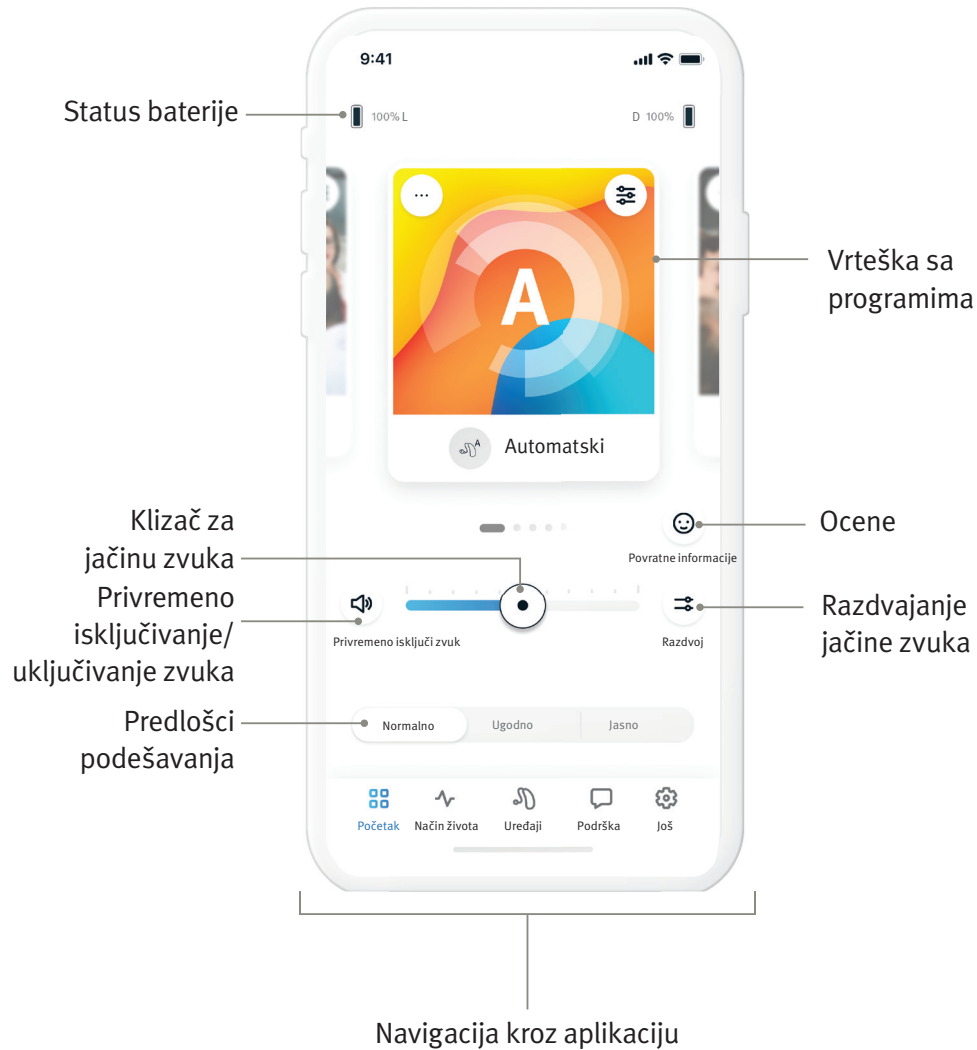 9:41
Status baterije
100% L
D 100%
...
A
Vrteška sa
programima
A
Automatski
Klizač za
jačinu zvuka
Ocene
Povratne informacije
Privremeno
isključivanje/
uključivanje zvuka
Privremeno isključi zvuk
Razdvoj
Razdvajanje
jačine zvuka
Predlošci
podešavanja
Normalno
Ugodno
Jasno
Početak
Način života
Uređaji
Podrška
Još
Navigacija kroz aplikaciju